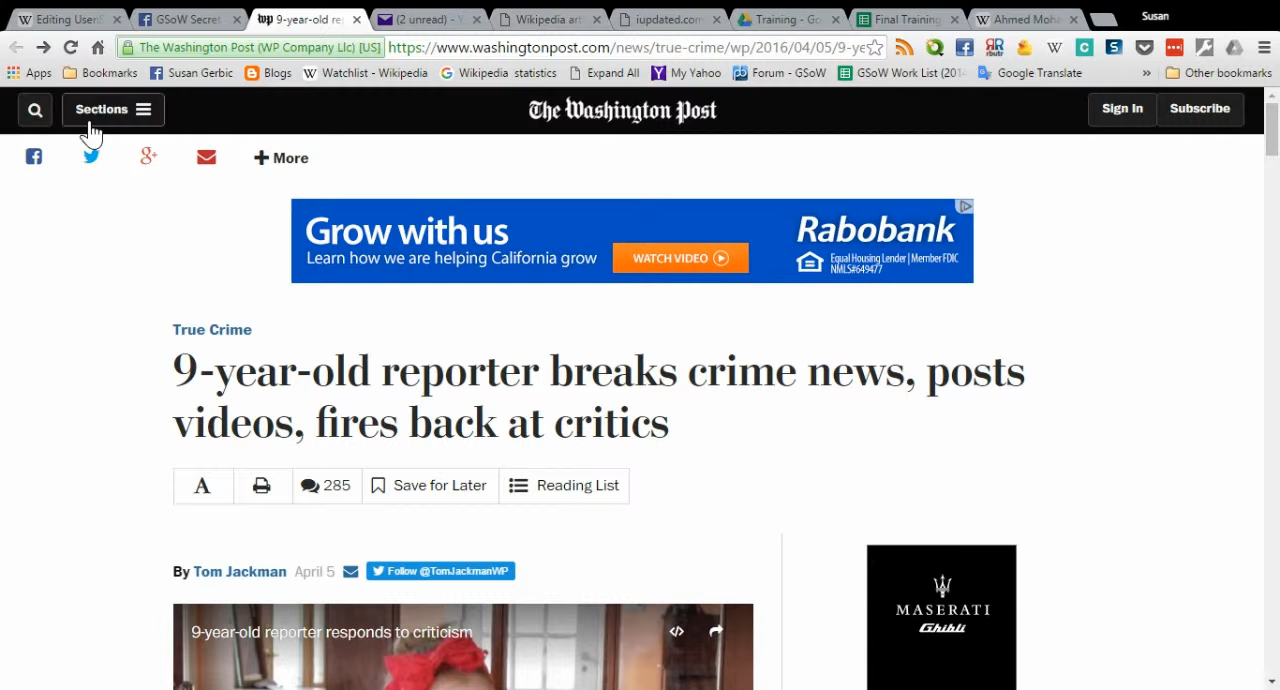 Editing User:S
GSoW Secret
wp 9-year-old re
(2 unread) - Y
Wikipedia art
iupdated.com
Training - Go
Final Training
Ahmed Moha
Susan
The Washington Post (WP Company Llc) [US]
https://www.washingtonpost.com/news/true-crime/wp/2016/04/05/9-ye
Apps
Bookmarks
Susan Gerbic
Blogs
Watchlist - Wikipedia
Wikipedia statistics
Expand All
My Yahoo
Forum - GSoW
GSoW Work List (201
Google Translate
»
Other bookmarks
Sections
The Washington Post
Sign In
Subscribe
+ More
Grow with us
Learn how we are helping California grow
WATCH VIDEO
Rabobank
Equal Housing Lender | Member FDIC
NMLS#649477
True Crime
9-year-old reporter breaks crime news, posts
videos, fires back at critics
A
285
Save for Later
Reading List
By Tom Jackman April 5
Follow @TomJackmanWP
9-year-old reporter responds to criticism
MASERATI
Ghibli